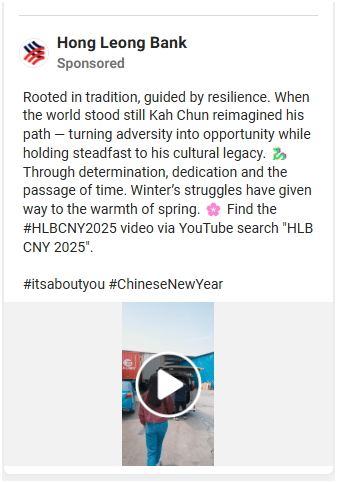 Hong Leong Bank
Sponsored
Rooted in tradition, guided by resilience. When
the world stood still Kah Chun reimagined his
path — turning adversity into opportunity while
holding steadfast to his cultural legacy. 🐍
Through determination, dedication and the
passage of time. Winter’s struggles have given
way to the warmth of spring. 🌸 Find the
#HLBCNY2025 video via YouTube search "HLB
CNY 2025".
#itsaboutyou #ChineseNewYear